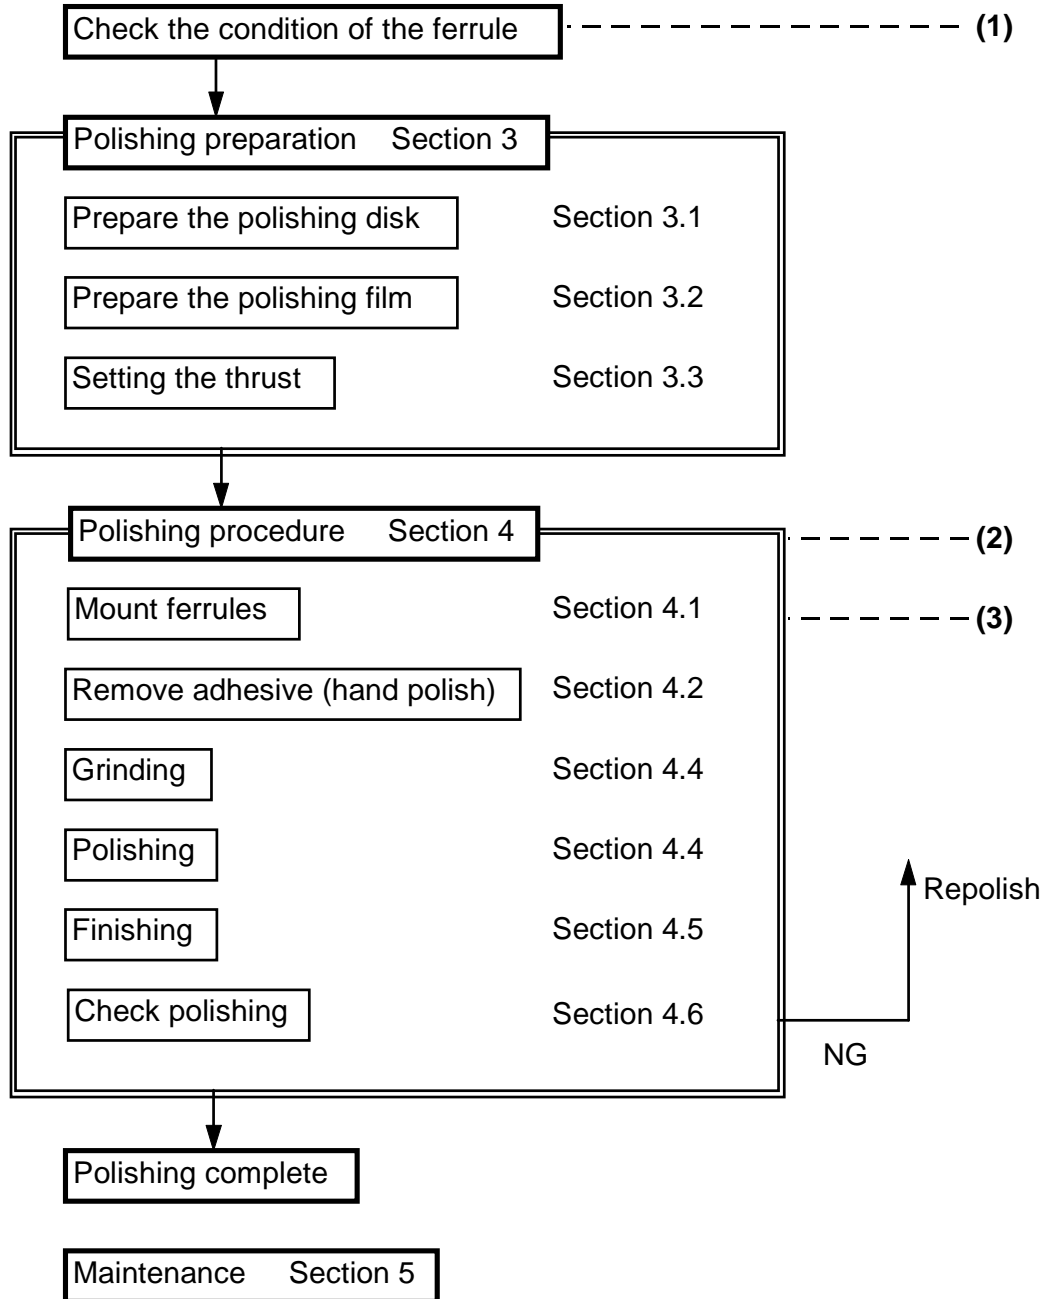 Check the condition of the ferrule (1)
Polishing preparation Section 3
Prepare the polishing disk Section 3.1
Prepare the polishing film Section 3.2
Setting the thrust Section 3.3
Polishing procedure Section 4 (2)
Mount ferrules Section 4.1 (3)
Remove adhesive (hand polish) Section 4.2
Grinding Section 4.4
Polishing Section 4.4
Repolish
Finishing Section 4.5
Check polishing Section 4.6
NG
Polishing complete
Maintenance Section 5